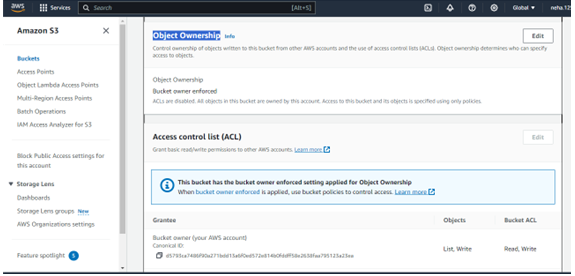 aws
Services
Search
[Alt+S]
Global
Amazon S3
Buckets
Access Points
Object Lambda Access Points
Multi-Region Access Points
Batch Operations
IAM Access Analyzer for S3
Block Public Access settings for
this account
Storage Lens
Dashboards
Storage Lens groups New
AWS Organizations settings
Feature spotlight
Object Ownership Info
Edit
Control ownership of objects written to this bucket from other AWS accounts and the use of access control lists (ACLs). Object ownership determines who can specify
access to objects.
Object Ownership
Bucket owner enforced
ACLs are disabled. All objects in this bucket are owned by this account. Access to this bucket and its objects is specified using only policies.
Access control list (ACL)
Edit
Grant basic read/write permissions to other AWS accounts. Learn more
This bucket has the bucket owner enforced setting applied for Object Ownership
When bucket owner enforced is applied, use bucket policies to control access. Learn more
Grantee Objects Bucket ACL
Bucket owner (your AWS account) List, Write Read, Write
Canonical ID: